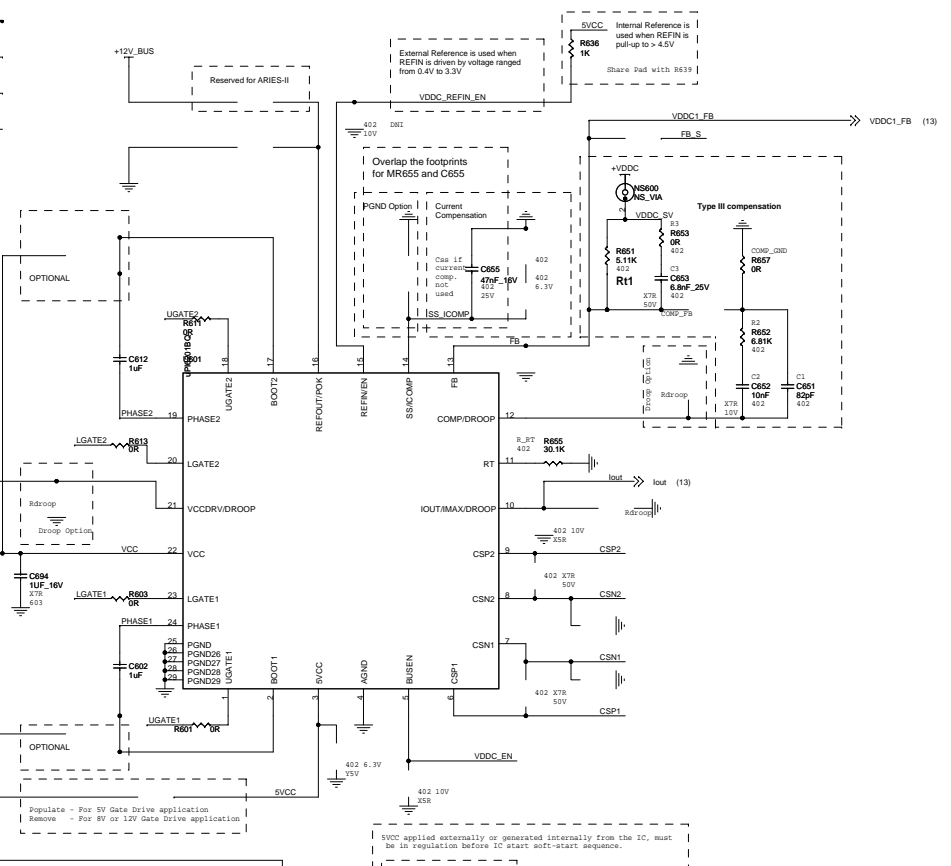 5VCC
Internal Reference is
used when REFIN is
pull-up to > 4.5V
R636
1K
Share Pad with R639
+12V_BUS
External Reference is used when
REFIN is driven by voltage ranged
from 0.4V to 3.3V
Reserved for ARIES-II
VDDC_REFIN_EN
402 DNI
10V
VDDC1_FB
VDDC1_FB (13)
FB_S
Overlap the footprints
for MR655 and C655
+VDDC
NS600
NS_VIA
2
VDDC_SV
Type III compensation
PGND Option
Current
Compensation
R3
R653
0R
402
R651
5.11K
402
Rt1
COMP_GND
R657
0R
Css if
current
comp.
not
used
C655
47nF_16V
402
25V
402
402
6.3V
C3
C653
6.8nF_25V
X7R
402
50V
COMP_FB
SS_ICOMP
OPTIONAL
UGATE2
R611
0R
FB
R2
R652
6.81K
402
Droop Option
Rdroop
C2
C652
10nF
402
X7R
10V
C1
C651
82pF
402
C612
1uF
18
17
16
15
14
13
UGATE2
BOOT2
REFOUT/POK
REFIN/EN
SS/ICOMP
FB
PHASE2
19
PHASE2
COMP/DROOP
12
LGATE2
R613
0R
20
LGATE2
RT
11
R_RT
402
R655
30.1K
Rdroop
Droop Option
21
VCCDRV/DROOP
IOUT/IMAX/DROOP
10
Iout
Iout (13)
Rdroop
402 10V
X5R
VCC
22
VCC
CSP2
9
CSP2
C694
1UF_16V
X7R
603
402 X7R
50V
LGATE1
R603
0R
23
LGATE1
CSN2
8
CSN2
PHASE1
24
PHASE1
25
PGND
26
PGND26
27
PGND27
28
PGND28
29
PGND29
CSN1
7
CSN1
C602
1uF
UGATE1
BOOT1
5VCC
AGND
BUSEN
CSP1
1
2
3
4
5
6
402 X7R
50V
CSP1
UGATE1
R601
0R
OPTIONAL
VDDC_EN
402 6.3V
Y5V
5VCC
402 10V
X5R
Populate - For 5V Gate Drive application
Remove - For 8V or 12V Gate Drive application
5VCC applied externally or generated internally from the IC, must
be in regulation before IC start soft-start sequence.